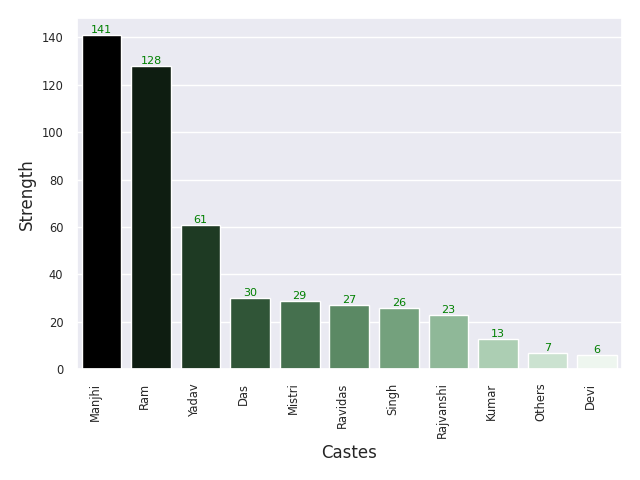 141
128
61
30
29
27
26
23
13
7
6
140
120
100
80
60
40
20
0
Strength
Manjhi
Ram
Yadav
Das
Mistri
Ravidas
Singh
Rajvanshi
Kumar
Others
Devi
Castes